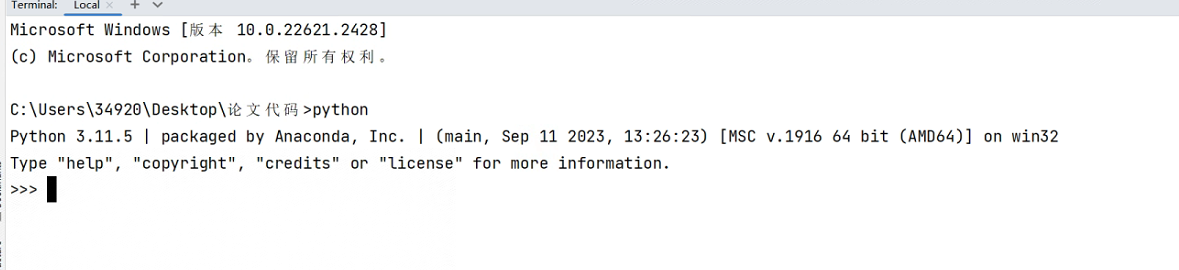 Terminal: Local × +
Microsoft Windows [版本 10.0.22621.2428]
(c) Microsoft Corporation。保留所有权利。
C:\Users\34920\Desktop\论文代码>python
Python 3.11.5 | packaged by Anaconda, Inc. | (main, Sep 11 2023, 13:26:23) [MSC v.1916 64 bit (AMD64)] on win32
Type "help", "copyright", "credits" or "license" for more information.
>>>